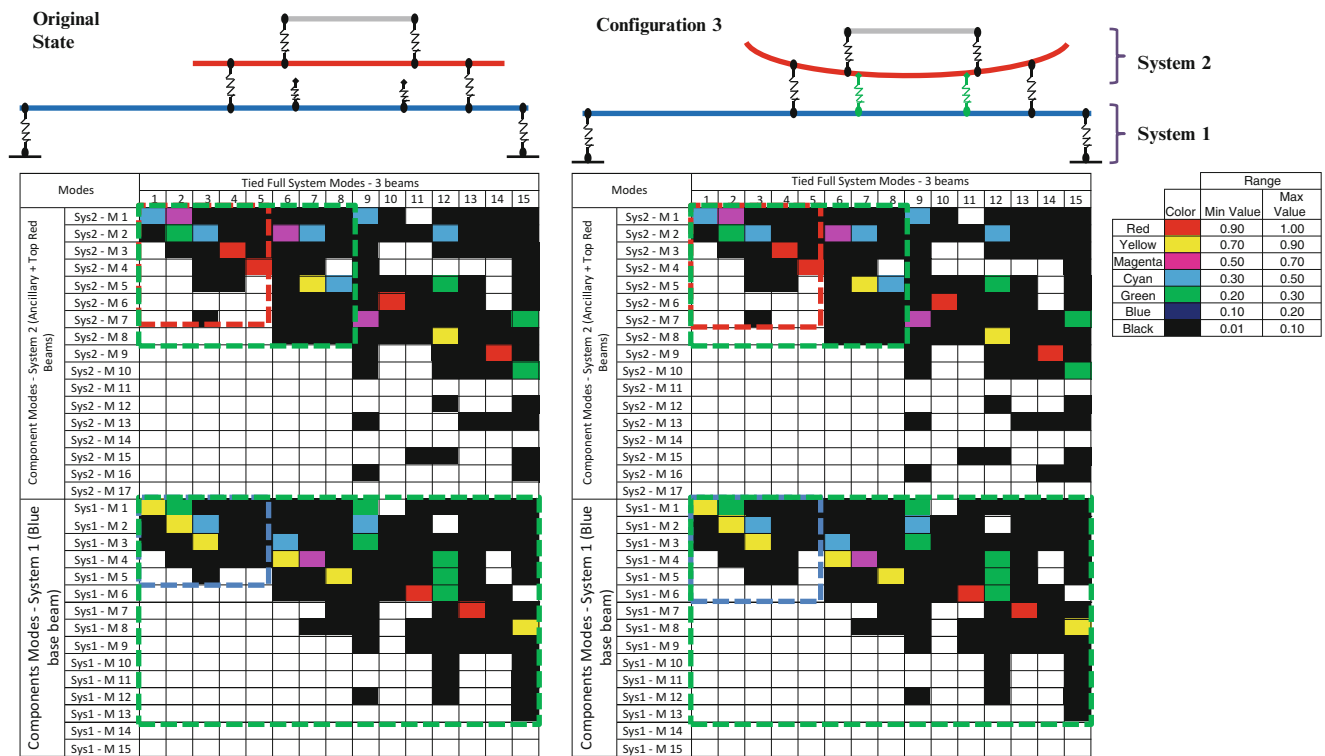 Original
State
Configuration 3
System 2
System 1
Modes
Tied Full System Modes - 3 beams
1 2 3 4 5 6 7 8 9 10 11 12 13 14 15
Component Modes - System 2 (Ancillary + Top Red
Beams)
Sys2 - M 1
Sys2 - M 2
Sys2 - M 3
Sys2 - M 4
Sys2 - M 5
Sys2 - M 6
Sys2 - M 7
Sys2 - M 8
Sys2 - M 9
Sys2 - M 10
Sys2 - M 11
Sys2 - M 12
Sys2 - M 13
Sys2 - M 14
Sys2 - M 15
Sys2 - M 16
Sys2 - M 17
Components Modes - System 1 (Blue
base beam)
Sys1 - M 1
Sys1 - M 2
Sys1 - M 3
Sys1 - M 4
Sys1 - M 5
Sys1 - M 6
Sys1 - M 7
Sys1 - M 8
Sys1 - M 9
Sys1 - M 10
Sys1 - M 11
Sys1 - M 12
Sys1 - M 13
Sys1 - M 14
Sys1 - M 15
Modes
Tied Full System Modes - 3 beams
1 2 3 4 5 6 7 8 9 10 11 12 13 14 15
Component Modes - System 2 (Ancillary + Top Red
Beams)
Sys2 - M 1
Sys2 - M 2
Sys2 - M 3
Sys2 - M 4
Sys2 - M 5
Sys2 - M 6
Sys2 - M 7
Sys2 - M 8
Sys2 - M 9
Sys2 - M 10
Sys2 - M 11
Sys2 - M 12
Sys2 - M 13
Sys2 - M 14
Sys2 - M 15
Sys2 - M 16
Sys2 - M 17
Components Modes - System 1 (Blue
base beam)
Sys1 - M 1
Sys1 - M 2
Sys1 - M 3
Sys1 - M 4
Sys1 - M 5
Sys1 - M 6
Sys1 - M 7
Sys1 - M 8
Sys1 - M 9
Sys1 - M 10
Sys1 - M 11
Sys1 - M 12
Sys1 - M 13
Sys1 - M 14
Sys1 - M 15
Range
Color Min Value Max Value
Red 0.90 1.00
Yellow 0.70 0.90
Magenta 0.50 0.70
Cyan 0.30 0.50
Green 0.20 0.30
Blue 0.10 0.20
Black 0.01 0.10